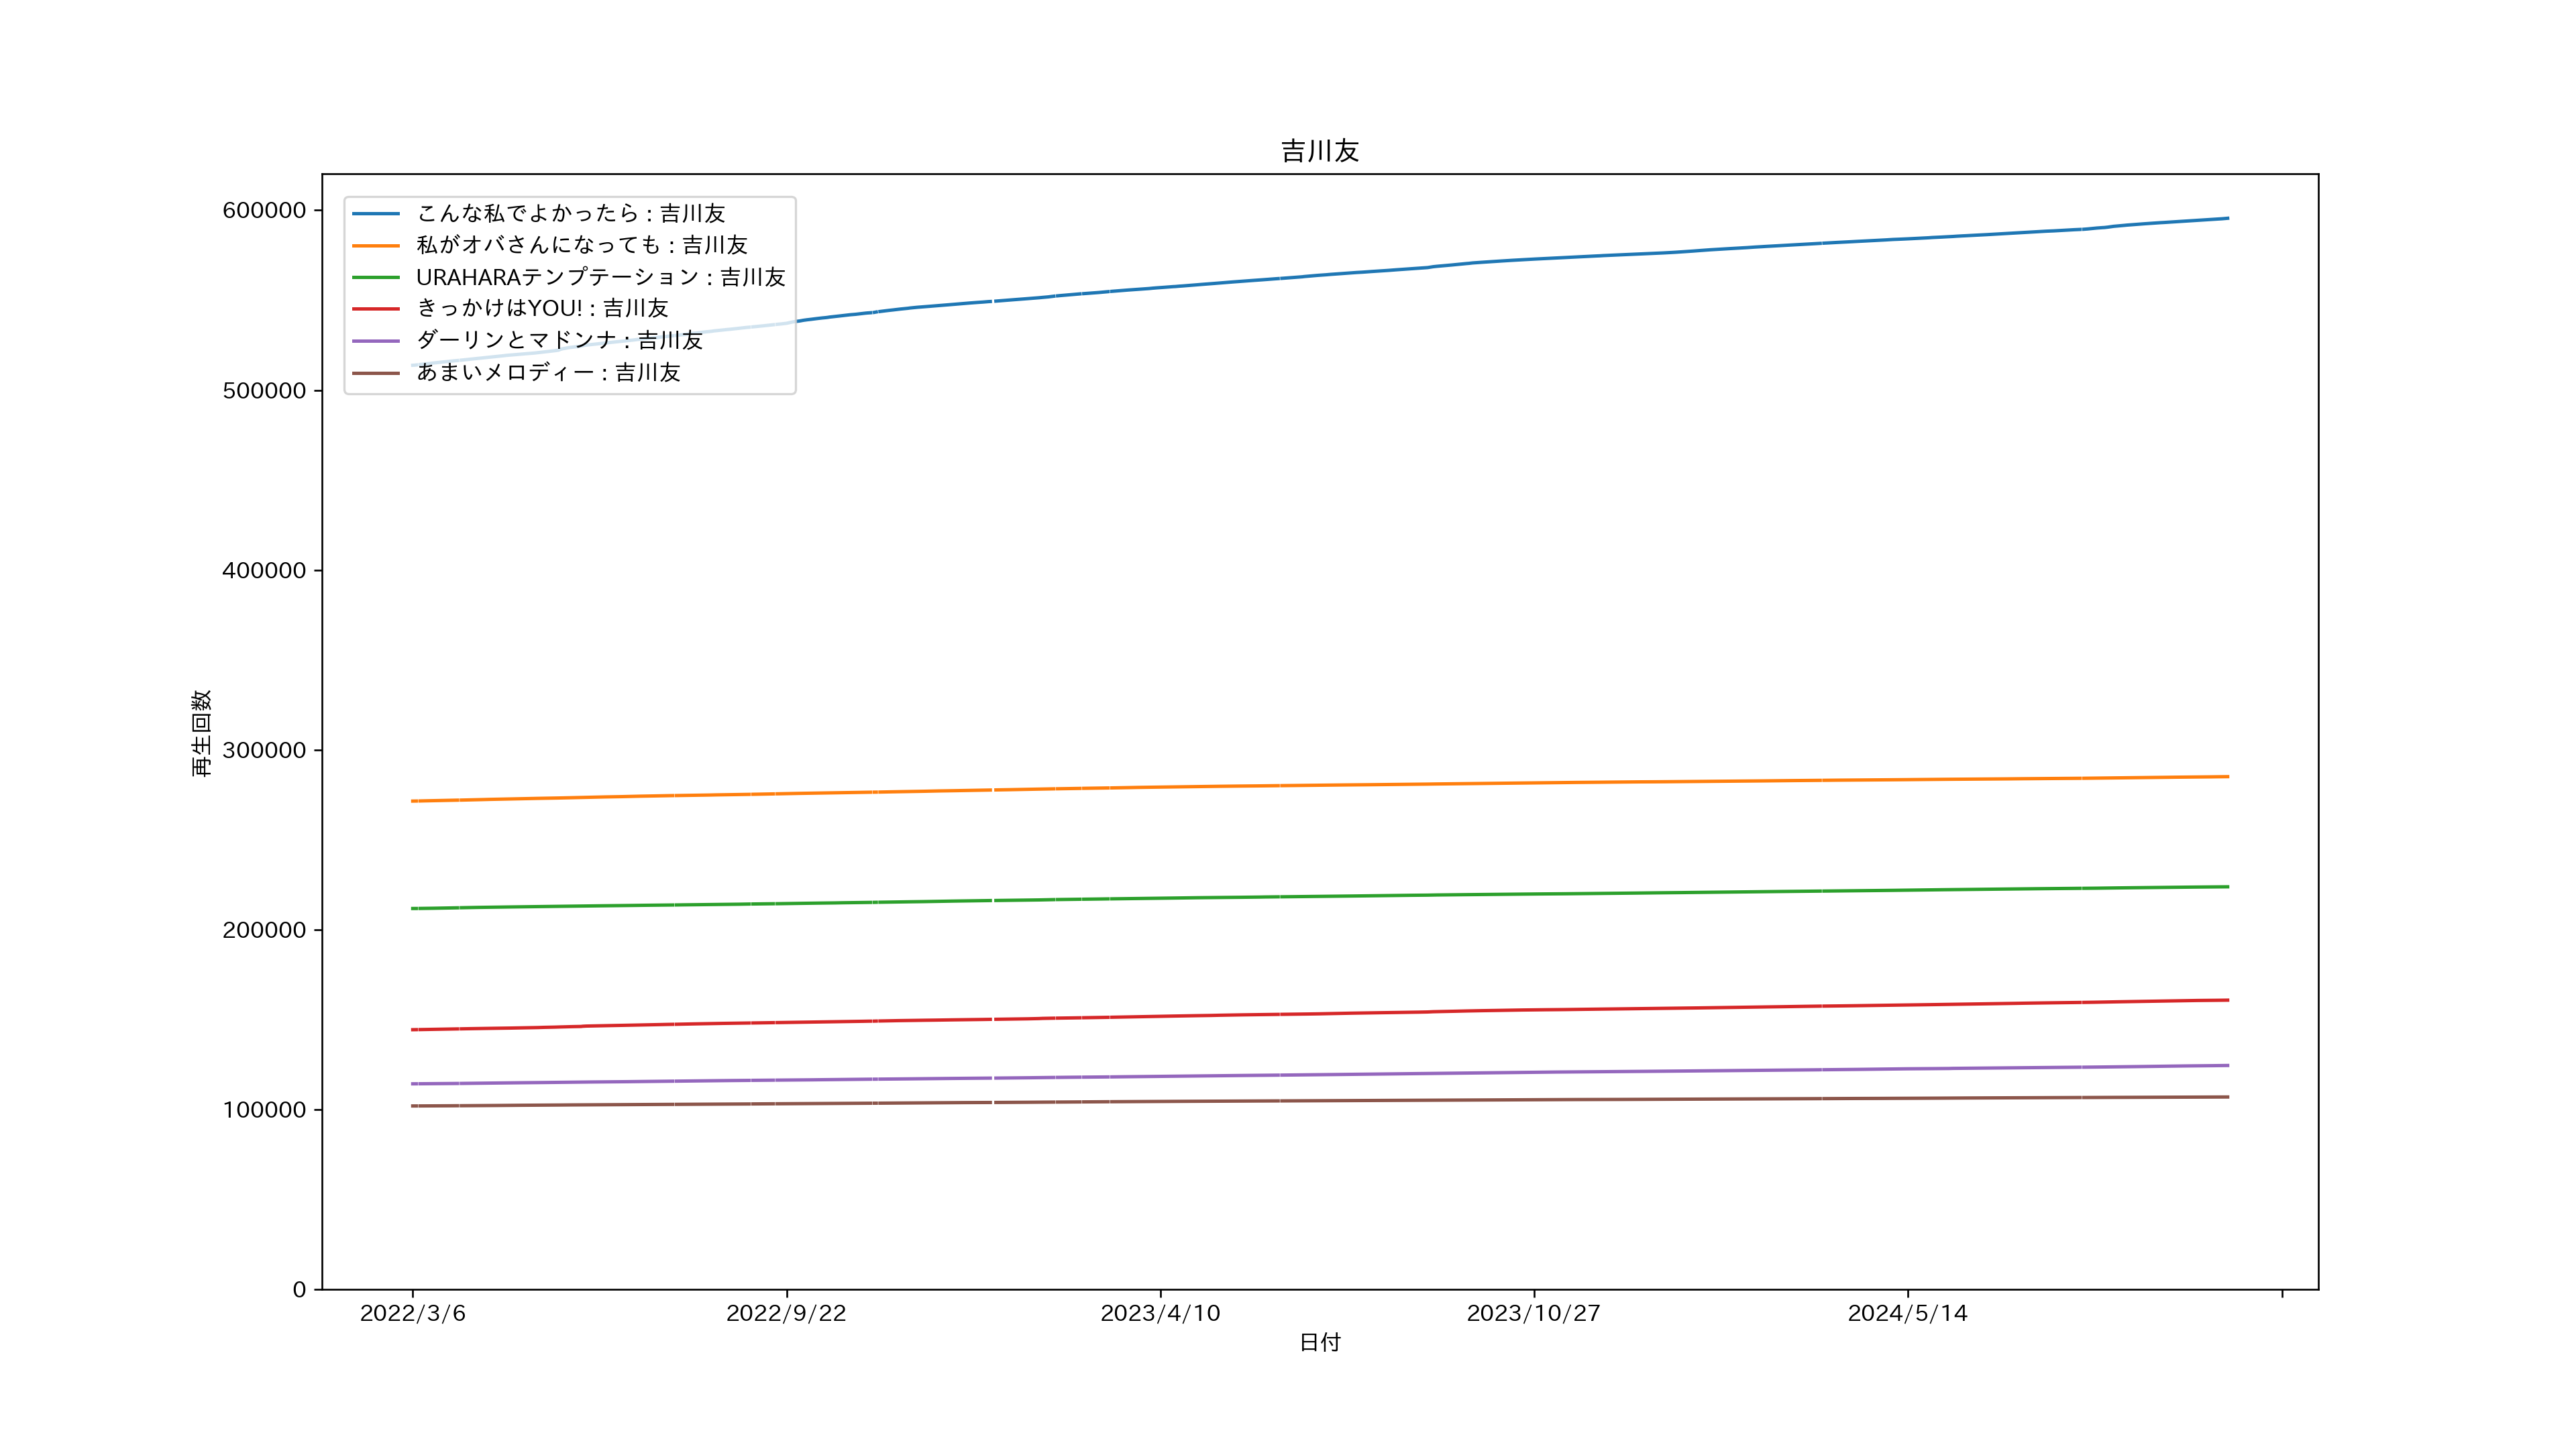 吉川友
こんな私でよかったら : 吉川友
私がオバさんになっても : 吉川友
URAHARAテンプテーション : 吉川友
きっかけはYOU! : 吉川友
ダーリンとマドンナ : 吉川友
あまいメロディー : 吉川友
600000
500000
400000
300000
200000
100000
0
再生回数
2022/3/6
2022/9/22
2023/4/10
2023/10/27
2024/5/14
日付